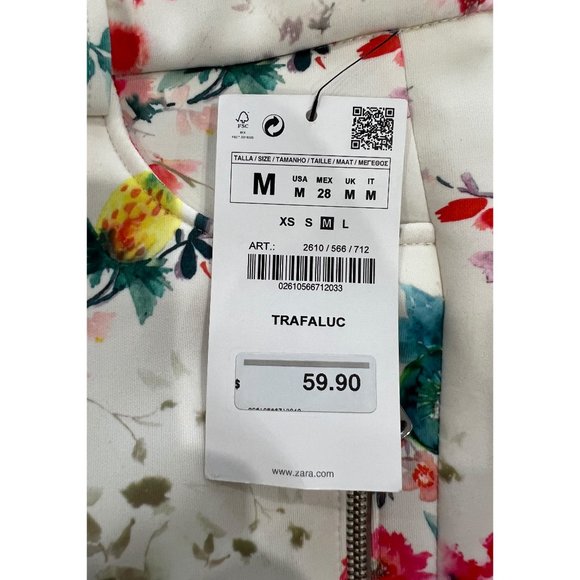 FSC
MIX
TALLA / SIZE / TAMANHO / TAILLE / MAAT / ΜΕΓΕΘΟΣ
M
USA MEX UK IT
M 28 M M
XS S M L
ART.: 2610 / 566 / 712
02610566712033
TRAFALUC
$ 59.90
www.zara.com